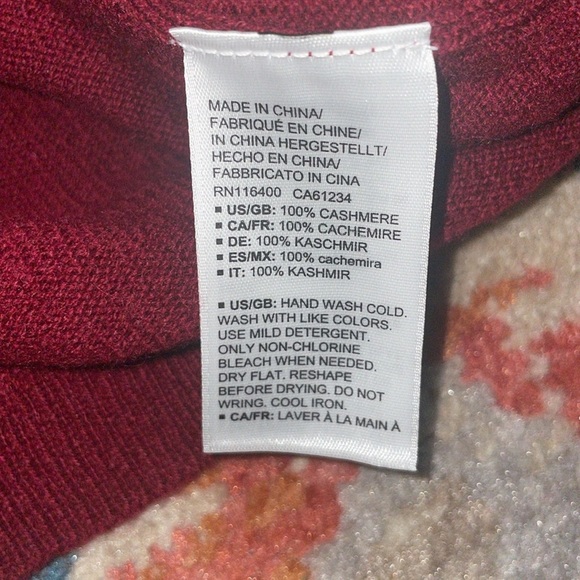 MADE IN CHINA/
FABRIQUÉ EN CHINE/
IN CHINA HERGESTELLT/
HECHO EN CHINA/
FABBRICATO IN CINA
RN116400 CA61234
▪ US/GB: 100% CASHMERE
▪ CA/FR: 100% CACHEMIRE
▪ DE: 100% KASCHMIR
▪ ES/MX: 100% cachemira
▪ IT: 100% KASHMIR
▪ US/GB: HAND WASH COLD.
WASH WITH LIKE COLORS.
USE MILD DETERGENT.
ONLY NON-CHLORINE
BLEACH WHEN NEEDED.
DRY FLAT. RESHAPE
BEFORE DRYING. DO NOT
WRING. COOL IRON.
▪ CA/FR: LAVER À LA MAIN À